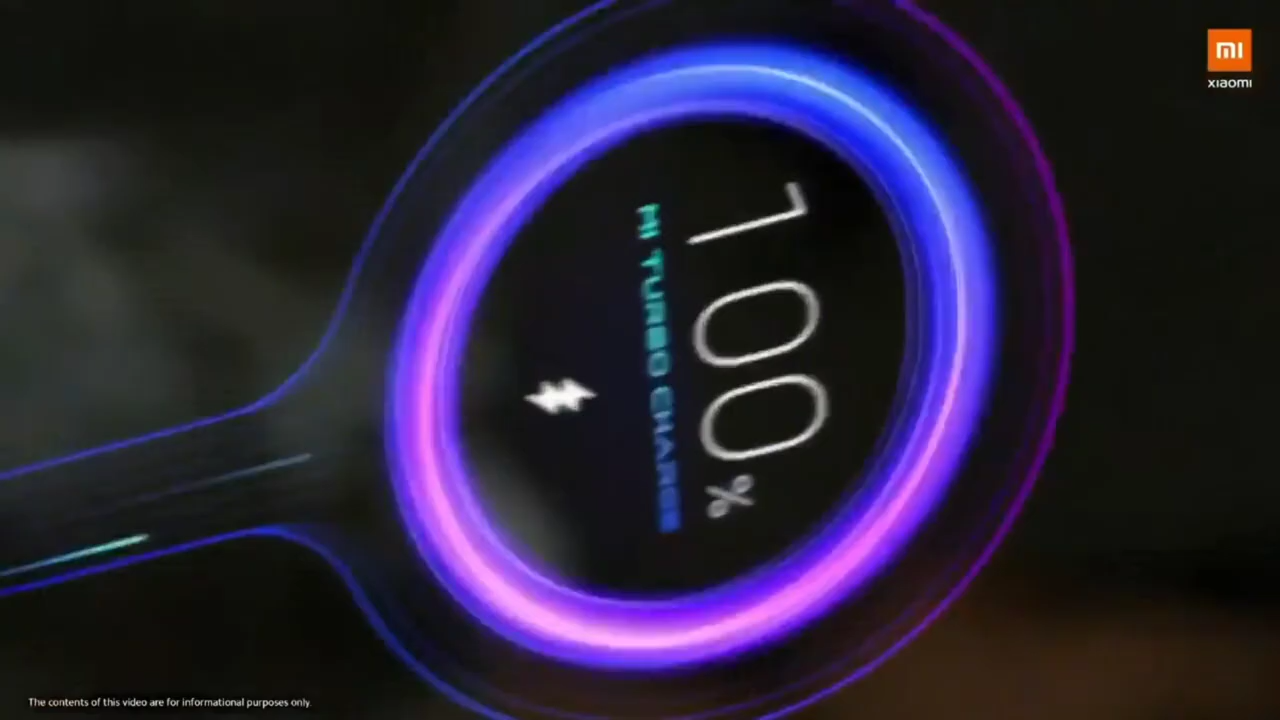 mi
xiaomi
100%
MI TURBO CHARGE
The contents of this video are for informational purposes only.